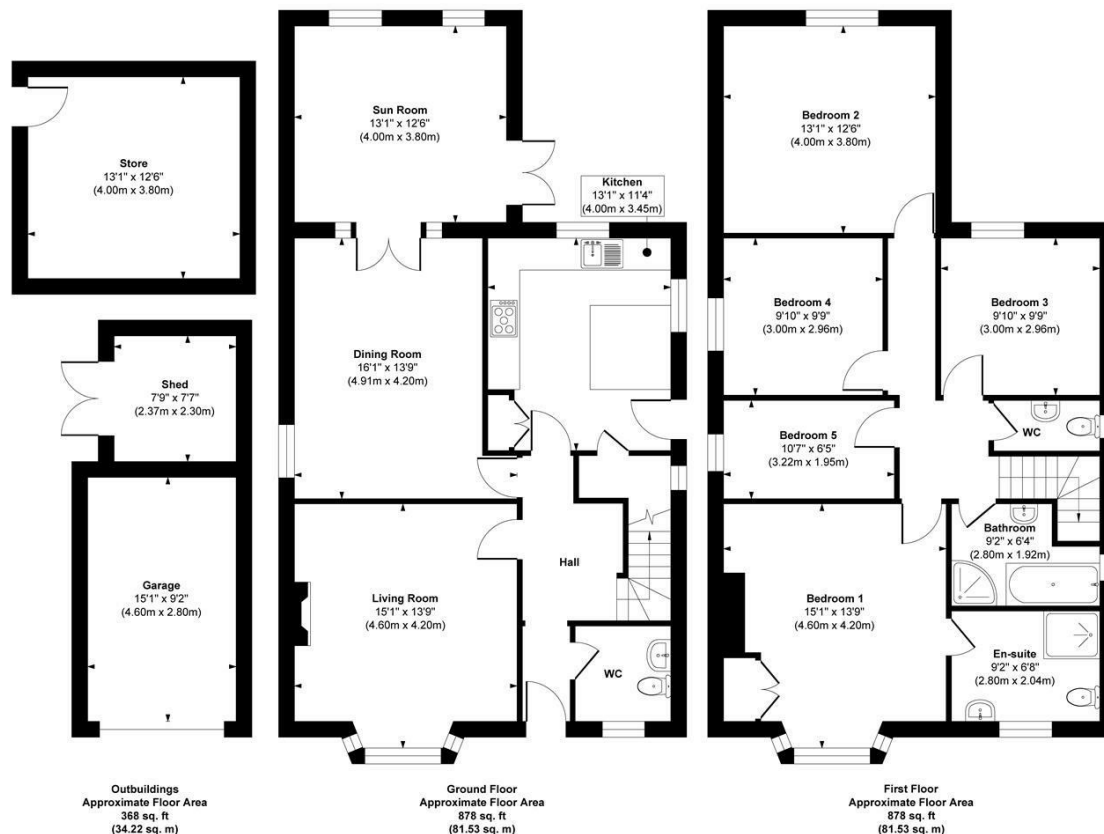 Store
13'1" x 12'6"
(4.00m x 3.80m)
Shed
7'9" x 7'7"
(2.37m x 2.30m)
Garage
15'1" x 9'2"
(4.60m x 2.80m)
Outbuildings
Approximate Floor Area
368 sq. ft
(34.22 sq. m)
Sun Room
13'1" x 12'6"
(4.00m x 3.80m)
Kitchen
13'1" x 11'4"
(4.00m x 3.45m)
Dining Room
16'1" x 13'9"
(4.91m x 4.20m)
Hall
Living Room
15'1" x 13'9"
(4.60m x 4.20m)
WC
Ground Floor
Approximate Floor Area
878 sq. ft
(81.53 sq. m)
Bedroom 2
13'1" x 12'6"
(4.00m x 3.80m)
Bedroom 4
9'10" x 9'9"
(3.00m x 2.96m)
Bedroom 3
9'10" x 9'9"
(3.00m x 2.96m)
Bedroom 5
10'7" x 6'5"
(3.22m x 1.95m)
WC
Bathroom
9'2" x 6'4"
(2.80m x 1.92m)
Bedroom 1
15'1" x 13'9"
(4.60m x 4.20m)
En-suite
9'2" x 6'8"
(2.80m x 2.04m)
First Floor
Approximate Floor Area
878 sq. ft
(81.53 sq. m)